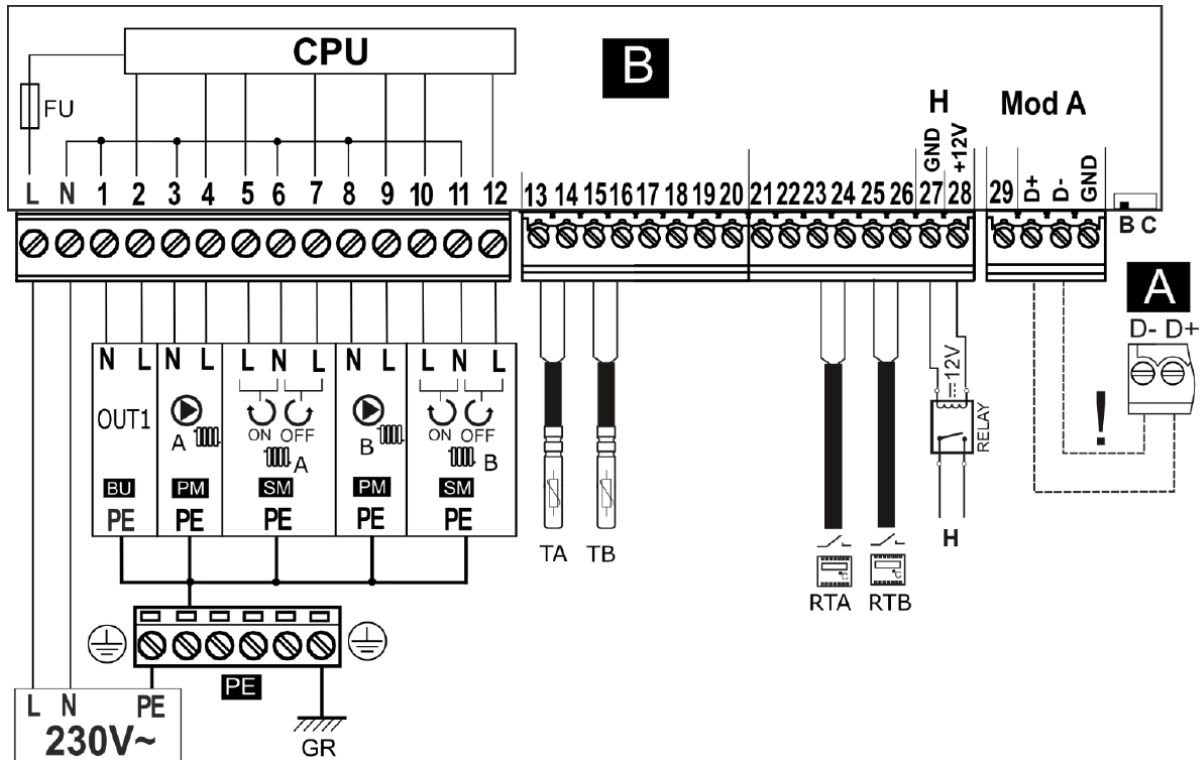 CPU
B
FU
H
Mod A
GND
+12V
L N 1 2 3 4 5 6 7 8 9 10 11 12
13 14 15 16 17 18 19 20
21 22 23 24 25 26 27 28
29 D+ D- GND
B C
A
D- D+
N L N L L N L N L L N L
OUT1
A
ON OFF
A
B
ON OFF
B
BU PM SM PM SM
PE PE PE PE PE
TA TB
RTA RTB
12V
RELAY
H
!
°C
°C
PE
L N PE
230V~
GR